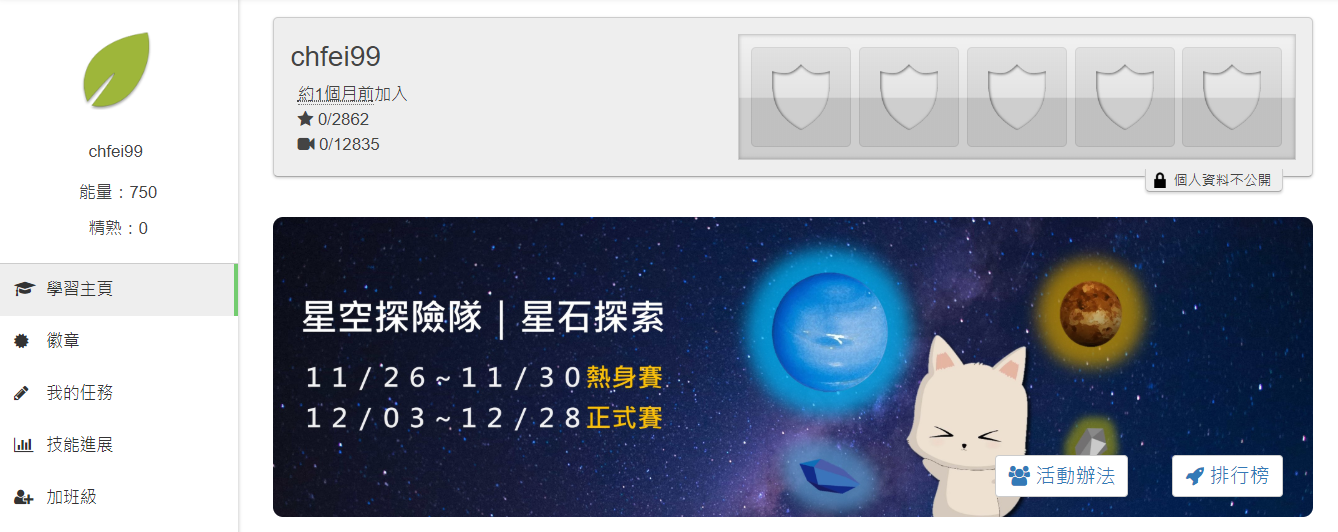 chfei99
能量：750
精熟：0
學習主頁
徽章
我的任務
技能進展
加班級
chfei99
約1個月前加入
0/2862
0/12835
個人資料不公開
星空探險隊｜星石探索
11/26~11/30熱身賽
12/03~12/28正式賽
活動辦法
排行榜